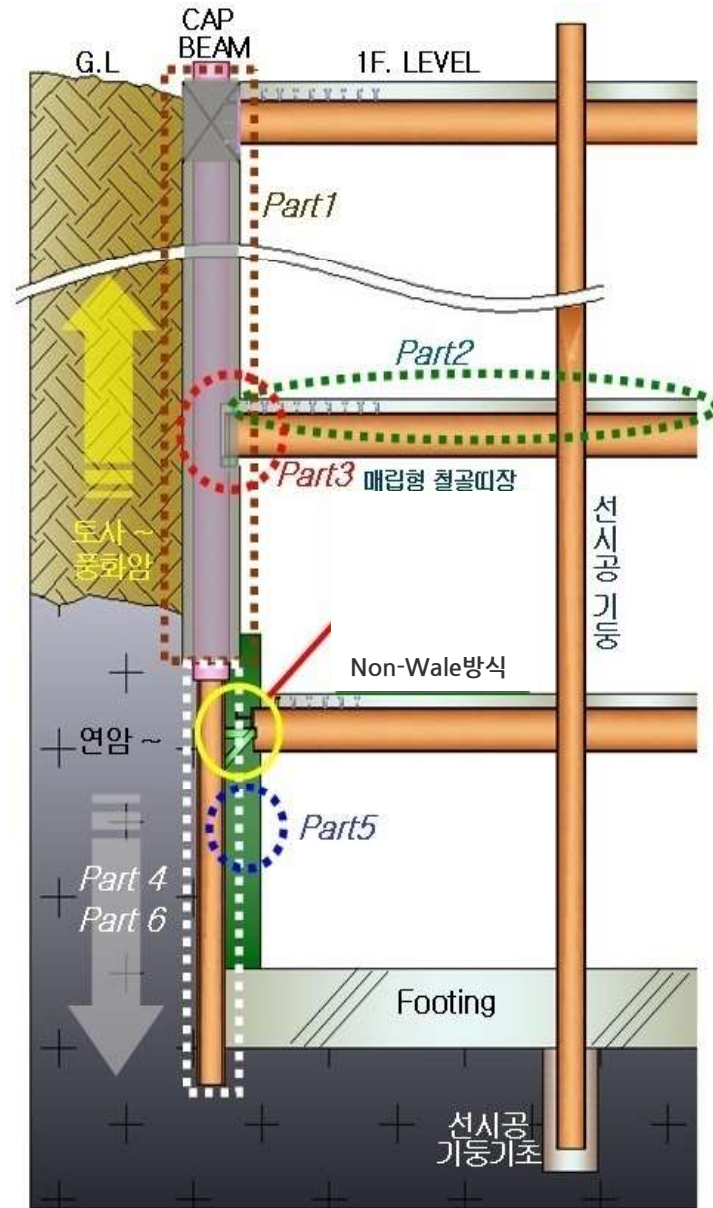 CAP
BEAM
G.L
1F. LEVEL
Part1
Part2
Part3 매립형 철골띠장
토사 ~
풍화암
선시공 기둥
Non-Wale방식
연암 ~
Part5
Part 4
Part 6
Footing
선시공
기둥기초